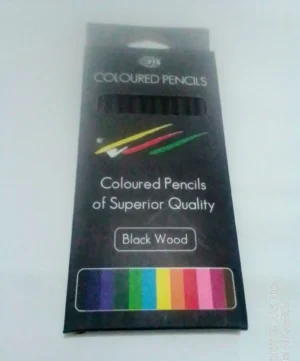 COLOURED PENCILS
Coloured Pencils
of Superior Quality
Black Wood